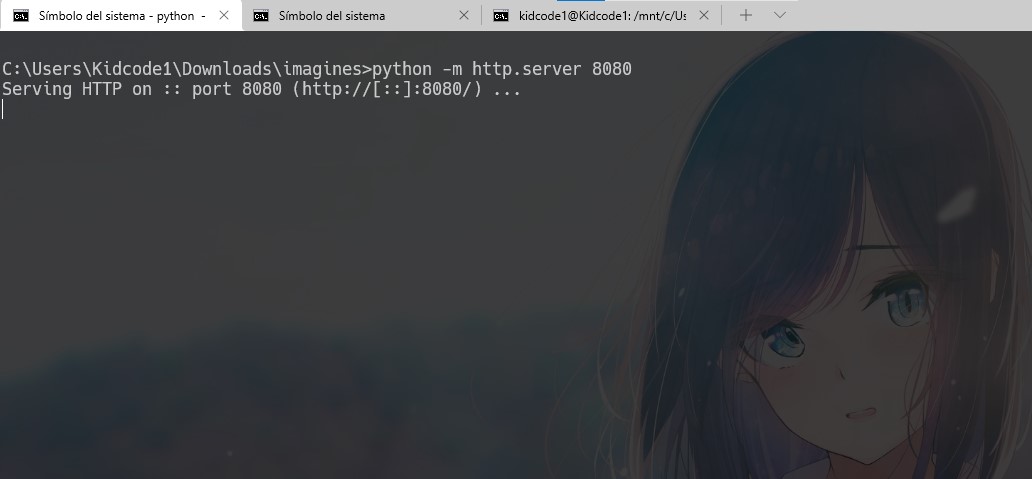 Símbolo del sistema - python -
Símbolo del sistema
kidcode1@Kidcode1: /mnt/c/Us
C:\Users\Kidcode1\Downloads\imagines>python -m http.server 8080
Serving HTTP on :: port 8080 (http://[::]:8080/) ...